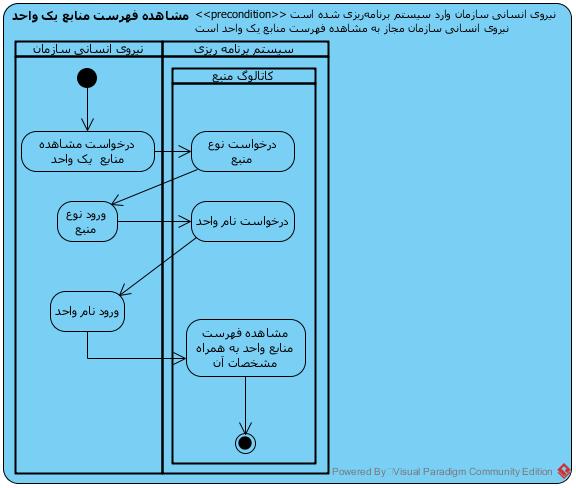 مشاهده فهرست منابع یک واحد
<<precondition>> نیروی انسانی سازمان وارد سیستم برنامه‌ریزی شده است
نیروی انسانی سازمان مجاز به مشاهده فهرست منابع یک واحد است
نیروی انسانی سازمان
سیستم برنامه ریزی
کاتالوگ منبع
درخواست مشاهده
منابع یک واحد
درخواست نوع
منبع
ورود نوع
منبع
درخواست نام واحد
ورود نام واحد
مشاهده فهرست
منابع واحد به همراه
مشخصات آن
Powered By Visual Paradigm Community Edition